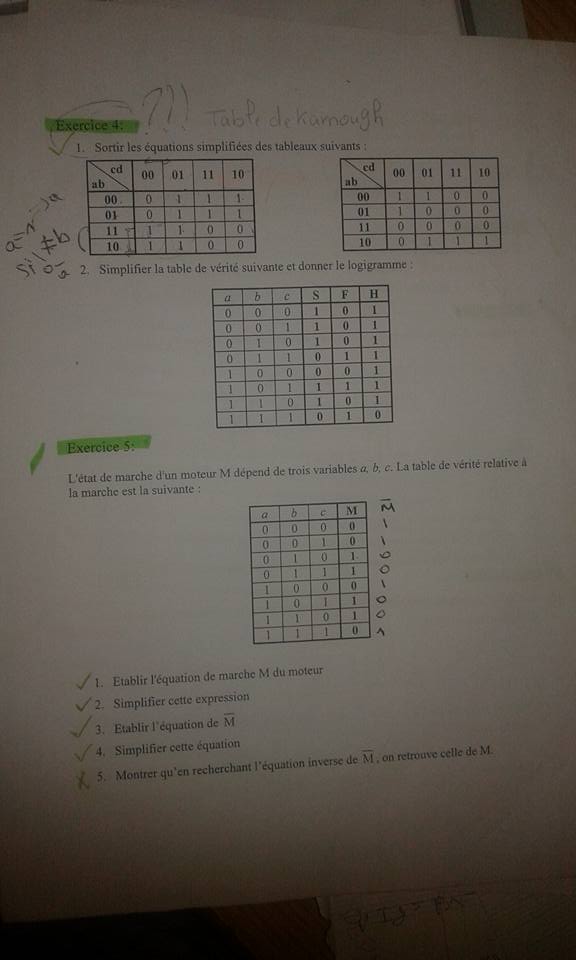 Exercice 4: ??! Table de Karnough
1. Sortir les équations simplifiées des tableaux suivants :
cd ab 00 01 11 10
00 0 1 1 1
01 0 1 1 1
11 1 1 0 0
10 1 1 0 0
cd ab 00 01 11 10
00 1 1 0 0
01 1 0 0 0
11 0 0 0 0
10 0 1 1 1
2. Simplifier la table de vérité suivante et donner le logigramme :
a b c S F H
0 0 0 1 0 1
0 0 1 1 0 1
0 1 0 1 0 1
0 1 1 0 1 1
1 0 0 0 0 1
1 0 1 1 1 1
1 1 0 1 0 1
1 1 1 0 1 0
Exercice 5:
L'état de marche d'un moteur M dépend de trois variables a, b, c. La table de vérité relative à
la marche est la suivante :
a b c M M̅
0 0 0 0 1
0 0 1 0 1
0 1 0 1 0
0 1 1 1 0
1 0 0 0 1
1 0 1 1 0
1 1 0 1 0
1 1 1 0 1
1. Etablir l'équation de marche M du moteur
2. Simplifier cette expression
3. Etablir l'équation de M̅
4. Simplifier cette équation
5. Montrer qu'en recherchant l'équation inverse de M̅, on retrouve celle de M.